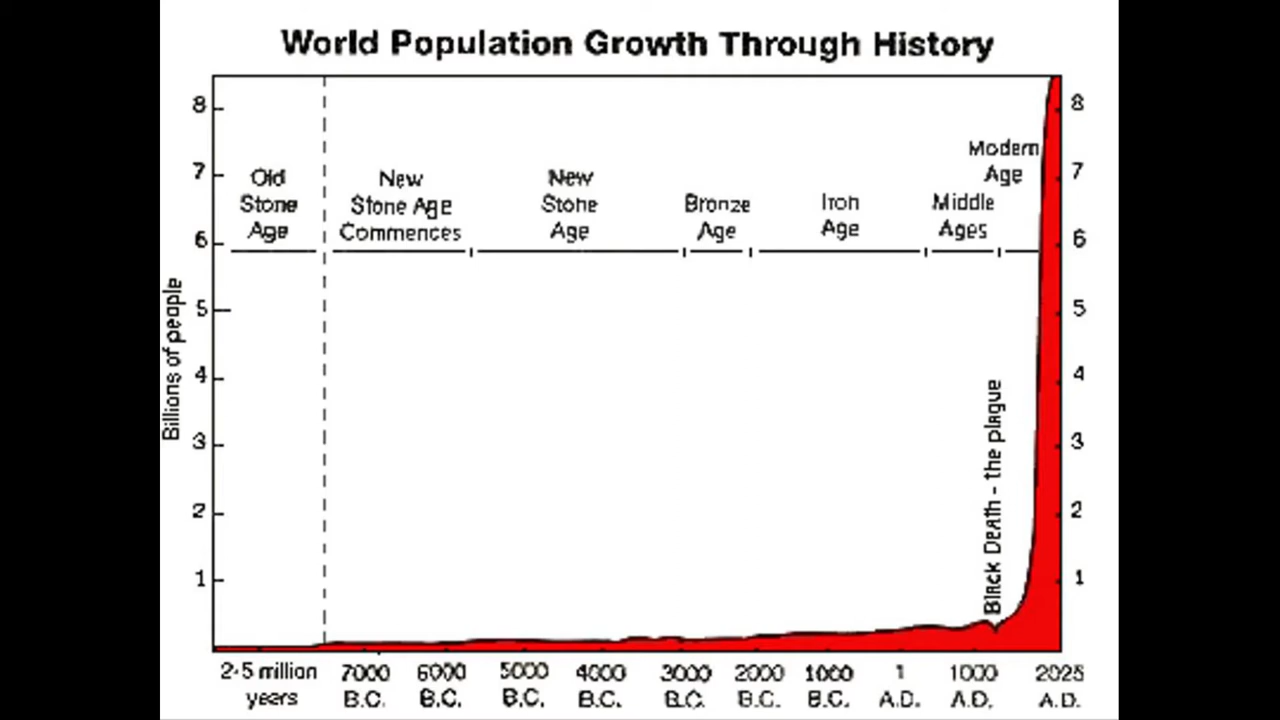 World Population Growth Through History
Billions of people
8
7
6
5
4
3
2
1
Old
Stone
Age
New
Stone Age
Commences
New
Stone
Age
Bronze
Age
Iron
Age
Middle
Ages
Modern
Age
Black Death - the plague
8
7
6
5
4
3
2
1
2-5 million
years
7000
B.C.
6000
B.C.
5000
B.C.
4000
B.C.
3000
B.C.
2000
B.C.
1000
B.C.
1
A.D.
1000
A.D.
2025
A.D.